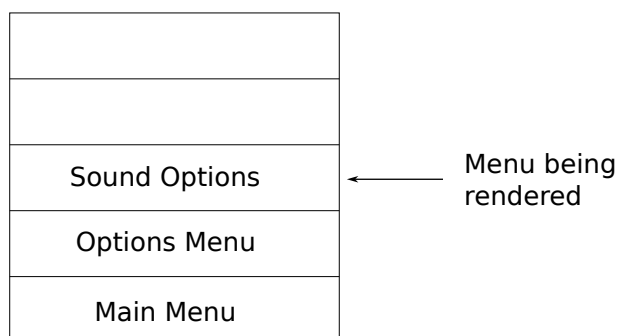 Sound Options
Menu being
rendered
Options Menu
Main Menu